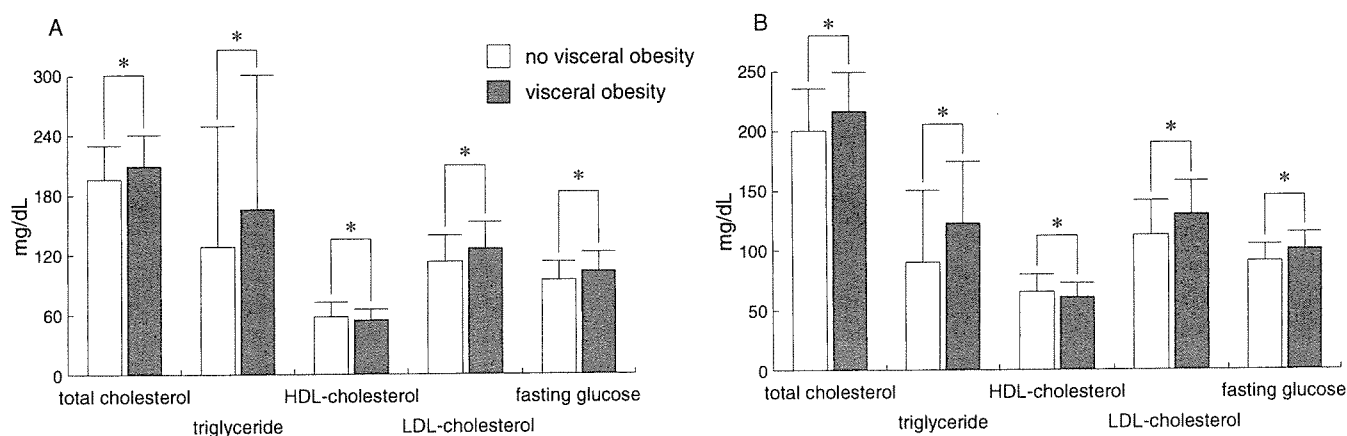 A
*
*
*
*
*
no visceral obesity
visceral obesity
300
240
180
120
60
0
mg/dL
total cholesterol
triglyceride
HDL-cholesterol
LDL-cholesterol
fasting glucose
B
*
*
*
*
*
250
200
150
100
50
0
mg/dL
total cholesterol
triglyceride
HDL-cholesterol
LDL-cholesterol
fasting glucose